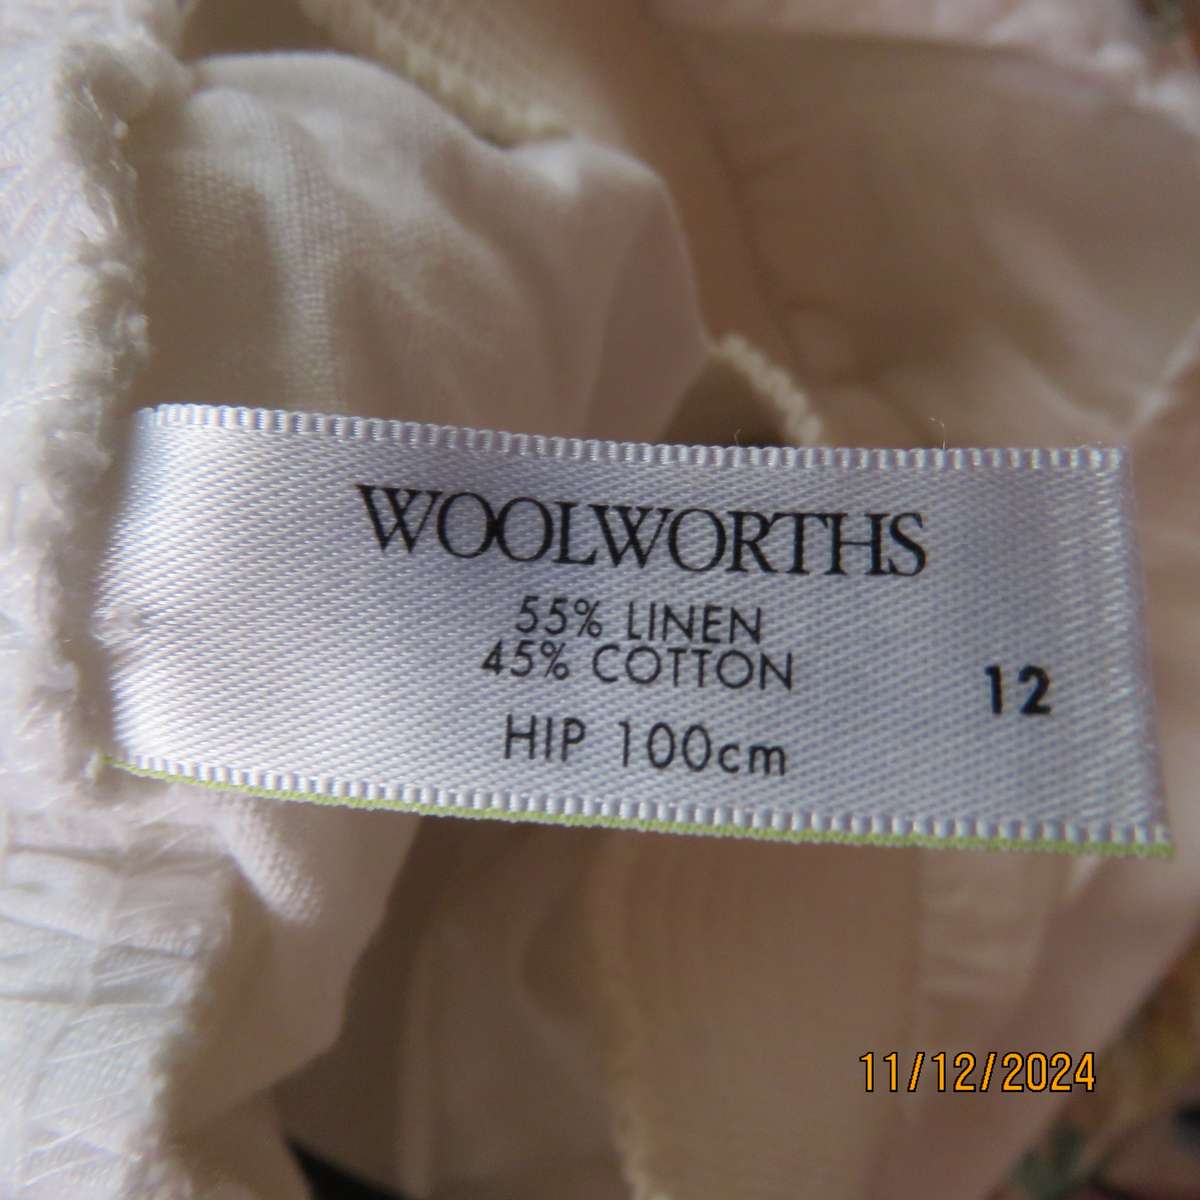 WOOLWORTHS
55% LINEN
45% COTTON
12
HIP 100cm
11/12/2024